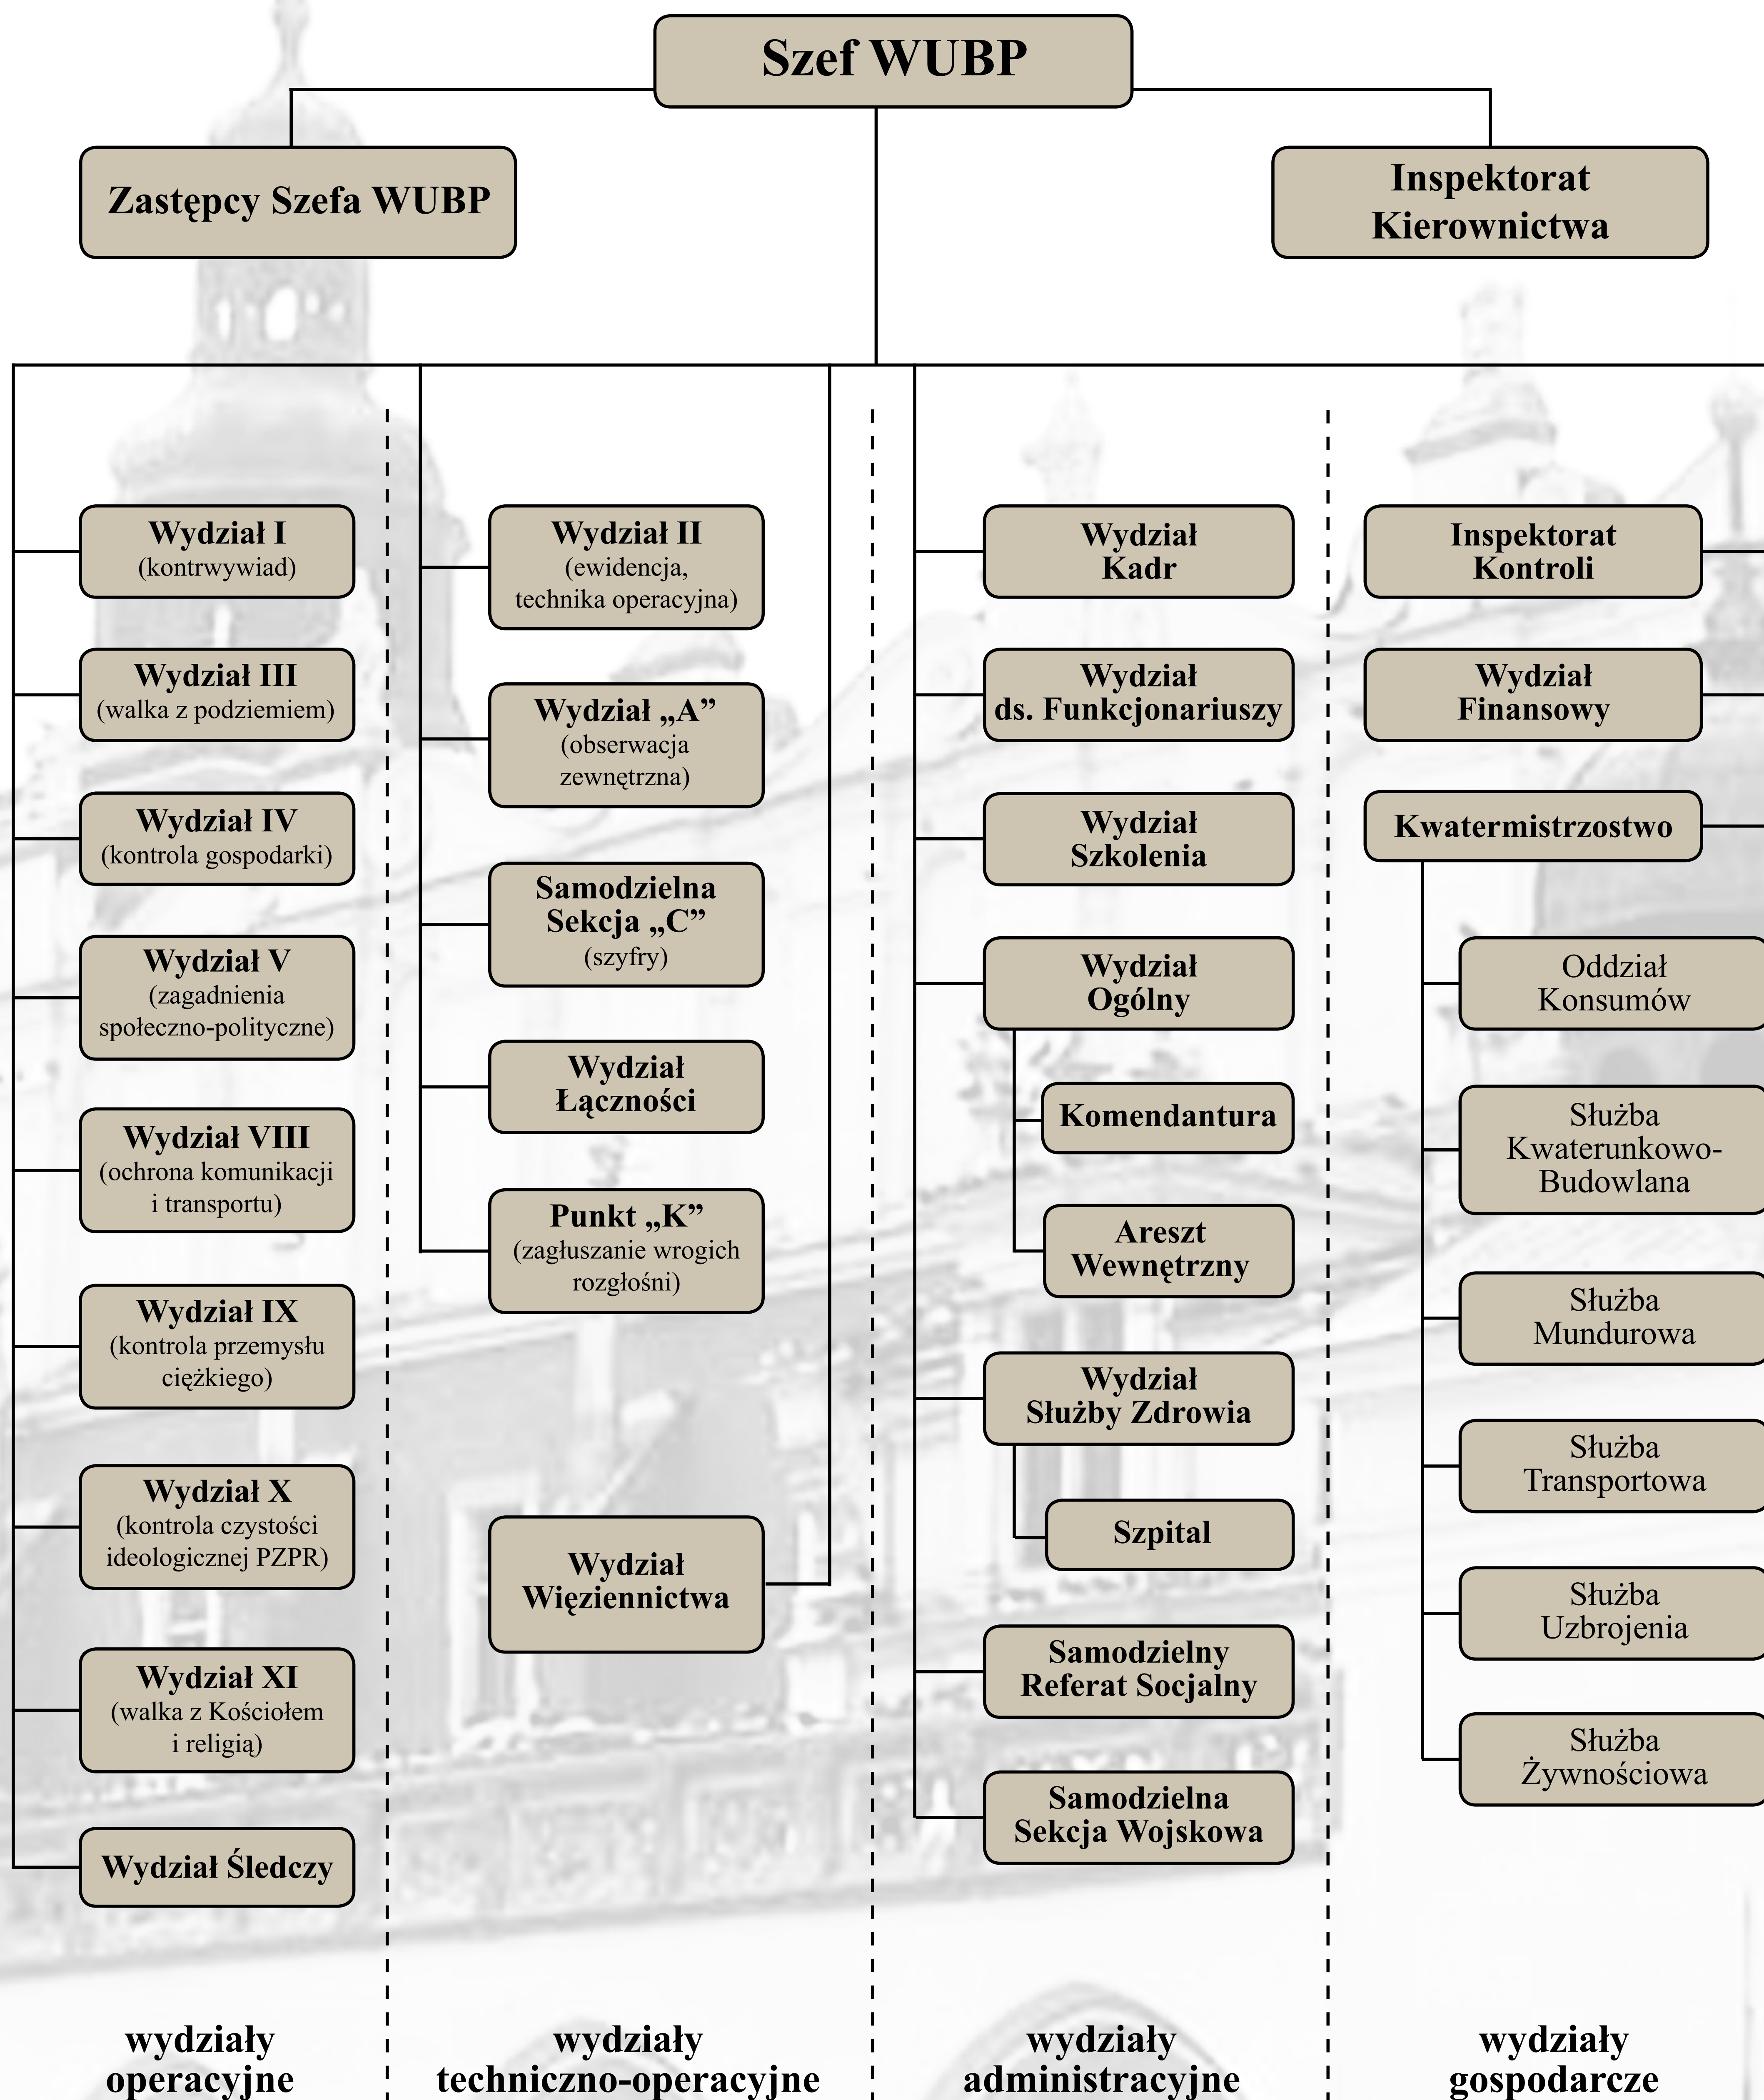 Szef WUBP
Zastępcy Szefa WUBP
Inspektorat
Kierownictwa
Wydział I
(kontrwywiad)
Wydział III
(walka z podziemiem)
Wydział IV
(kontrola gospodarki)
Wydział V
(zagadnienia
społeczno-polityczne)
Wydział VIII
(ochrona komunikacji
i transportu)
Wydział IX
(kontrola przemysłu
ciężkiego)
Wydział X
(kontrola czystości
ideologicznej PZPR)
Wydział XI
(walka z Kościołem
i religią)
Wydział Śledczy
wydziały
operacyjne
Wydział II
(ewidencja,
technika operacyjna)
Wydział „A”
(obserwacja
zewnętrzna)
Samodzielna
Sekcja „C”
(szyfry)
Wydział
Łączności
Punkt „K”
(zagłuszanie wrogich
rozgłośni)
Wydział
Więziennictwa
wydziały
techniczno-operacyjne
Wydział
Kadr
Wydział
ds. Funkcjonariuszy
Wydział
Szkolenia
Wydział
Ogólny
Komendantura
Areszt
Wewnętrzny
Wydział
Służby Zdrowia
Szpital
Samodzielny
Referat Socjalny
Samodzielna
Sekcja Wojskowa
wydziały
administracyjne
Inspektorat
Kontroli
Wydział
Finansowy
Kwatermistrzostwo
Oddział
Konsumów
Służba
Kwaterunkowo-
Budowlana
Służba
Mundurowa
Służba
Transportowa
Służba
Uzbrojenia
Służba
Żywnościowa
wydziały
gospodarcze